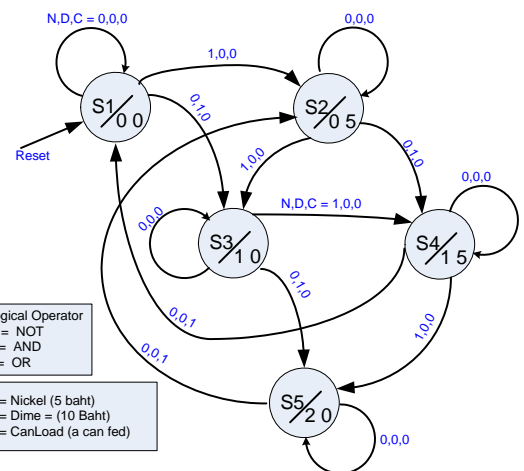 N,D,C = 0,0,0
0,0,0
1,0,0
S1/0 0
S2/0 5
0,1,0
0,1,0
Reset
1,0,0
0,0,0
N,D,C = 1,0,0
0,0,0
S3/1 0
S4/1 5
0,1,0
gical Operator
= NOT
= AND
= OR
0,0,1
0,0,1
1,0,0
= Nickel (5 baht)
= Dime = (10 Baht)
= CanLoad (a can fed)
S5/2 0
0,0,0